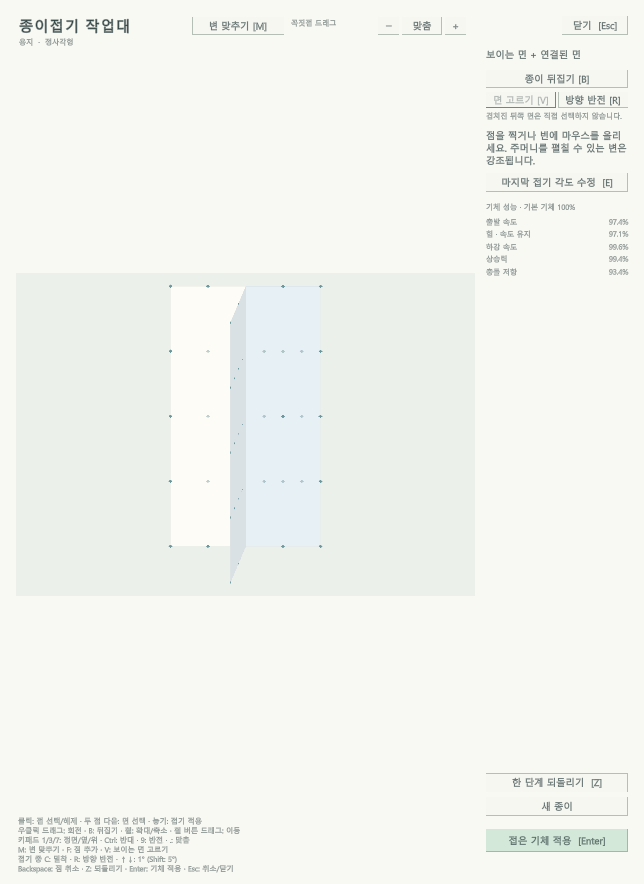 종이접기 작업대
용지 · 정사각형
변 맞추기 [M]
꼭짓점 드래그
−
맞춤
+
닫기 [Esc]
보이는 면 + 연결된 면
종이 뒤집기 [B]
면 고르기 [V]
방향 반전 [R]
겹쳐진 뒤쪽 면은 직접 선택하지 않습니다.
점을 찍거나 변에 마우스를 올리
세요. 주머니를 펼칠 수 있는 변은
강조됩니다.
마지막 접기 각도 수정 [E]
기체 성능 · 기본 기체 100%
출발 속도 97.4%
힘 · 속도 유지 97.1%
하강 속도 99.6%
상승력 99.4%
충돌 저항 93.4%
한 단계 되돌리기 [Z]
새 종이
접은 기체 적용 [Enter]
클릭: 점 선택/해제 · 두 점 다음: 면 선택 · 놓기: 접기 적용
우클릭 드래그: 회전 · B: 뒤집기 · 휠: 확대/축소 · 휠 버튼 드래그: 이동
키패드 1/3/7: 정면/옆/위 · Ctrl: 반대 · 9: 반전 · .: 맞춤
M: 변 맞추기 · F: 점 추가 · V: 보이는 면 고르기
접기 중 C: 밀착 · R: 방향 반전 · ↑ ↓: 1° (Shift: 5°)
Backspace: 점 취소 · Z: 되돌리기 · Enter: 기체 적용 · Esc: 취소/닫기